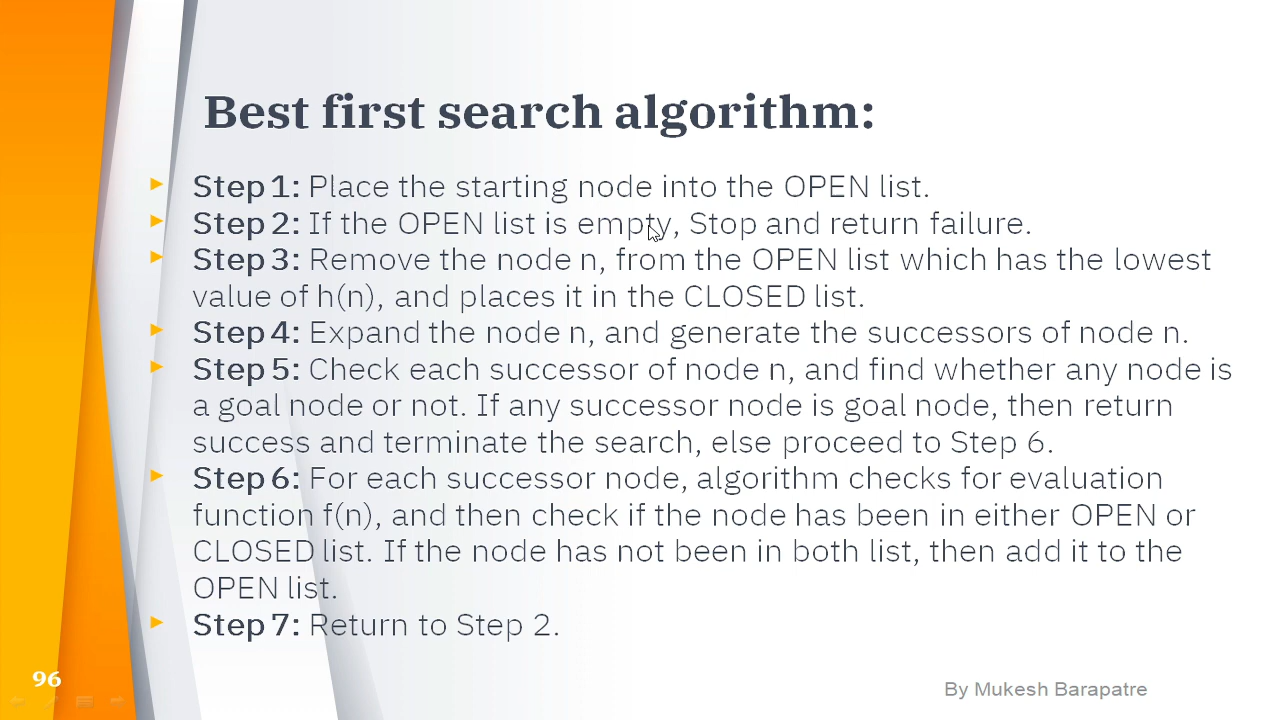 Best first search algorithm:
Step 1: Place the starting node into the OPEN list.
Step 2: If the OPEN list is empty, Stop and return failure.
Step 3: Remove the node n, from the OPEN list which has the lowest
value of h(n), and places it in the CLOSED list.
Step 4: Expand the node n, and generate the successors of node n.
Step 5: Check each successor of node n, and find whether any node is
a goal node or not. If any successor node is goal node, then return
success and terminate the search, else proceed to Step 6.
Step 6: For each successor node, algorithm checks for evaluation
function f(n), and then check if the node has been in either OPEN or
CLOSED list. If the node has not been in both list, then add it to the
OPEN list.
Step 7: Return to Step 2.
96
By Mukesh Barapatre